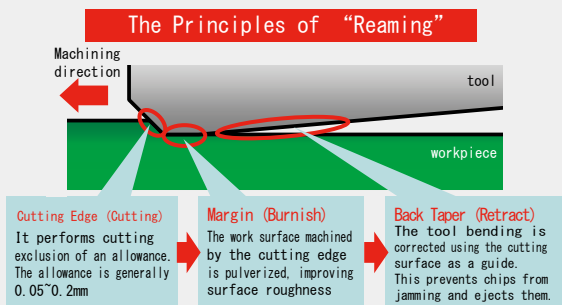 The Principles of “Reaming”
Machining
direction
tool
workpiece
Cutting Edge (Cutting)
It performs cutting
exclusion of an allowance.
The allowance is generally
0.05~0.2mm
Margin (Burnish)
The work surface machined
by the cutting edge
is pulverized, improving
surface roughness
Back Taper (Retract)
The tool bending is
corrected using the cutting
surface as a guide.
This prevents chips from
jamming and ejects them.